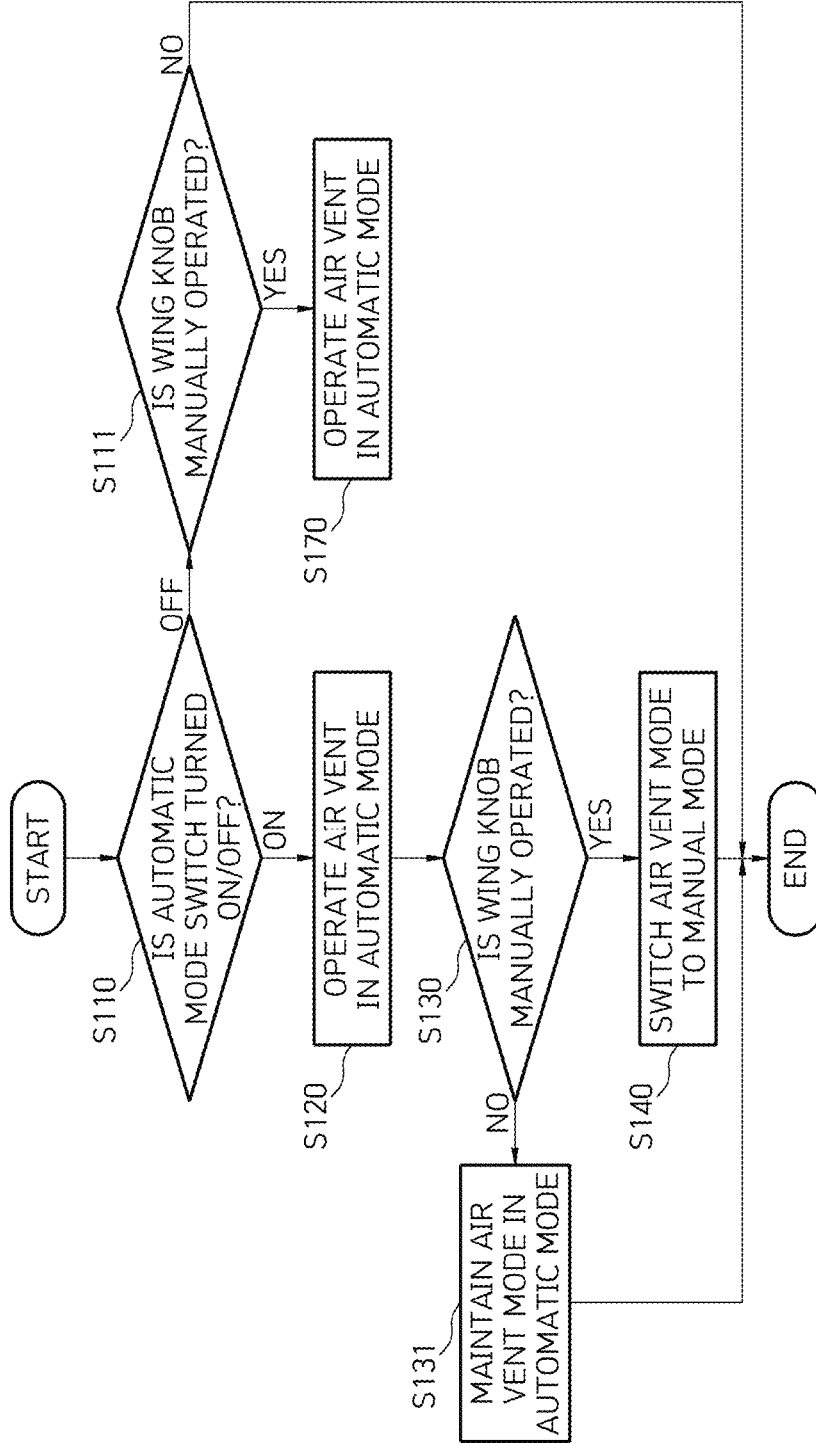 START
S110
IS AUTOMATIC
MODE SWITCH TURNED
ON/OFF?
OFF
ON
S111
IS WING KNOB
MANUALLY OPERATED?
NO
YES
S170
OPERATE AIR VENT
IN AUTOMATIC MODE
S120
OPERATE AIR VENT
IN AUTOMATIC MODE
S130
IS WING KNOB
MANUALLY OPERATED?
NO
YES
S131
MAINTAIN AIR
VENT MODE IN
AUTOMATIC MODE
S140
SWITCH AIR VENT MODE
TO MANUAL MODE
END